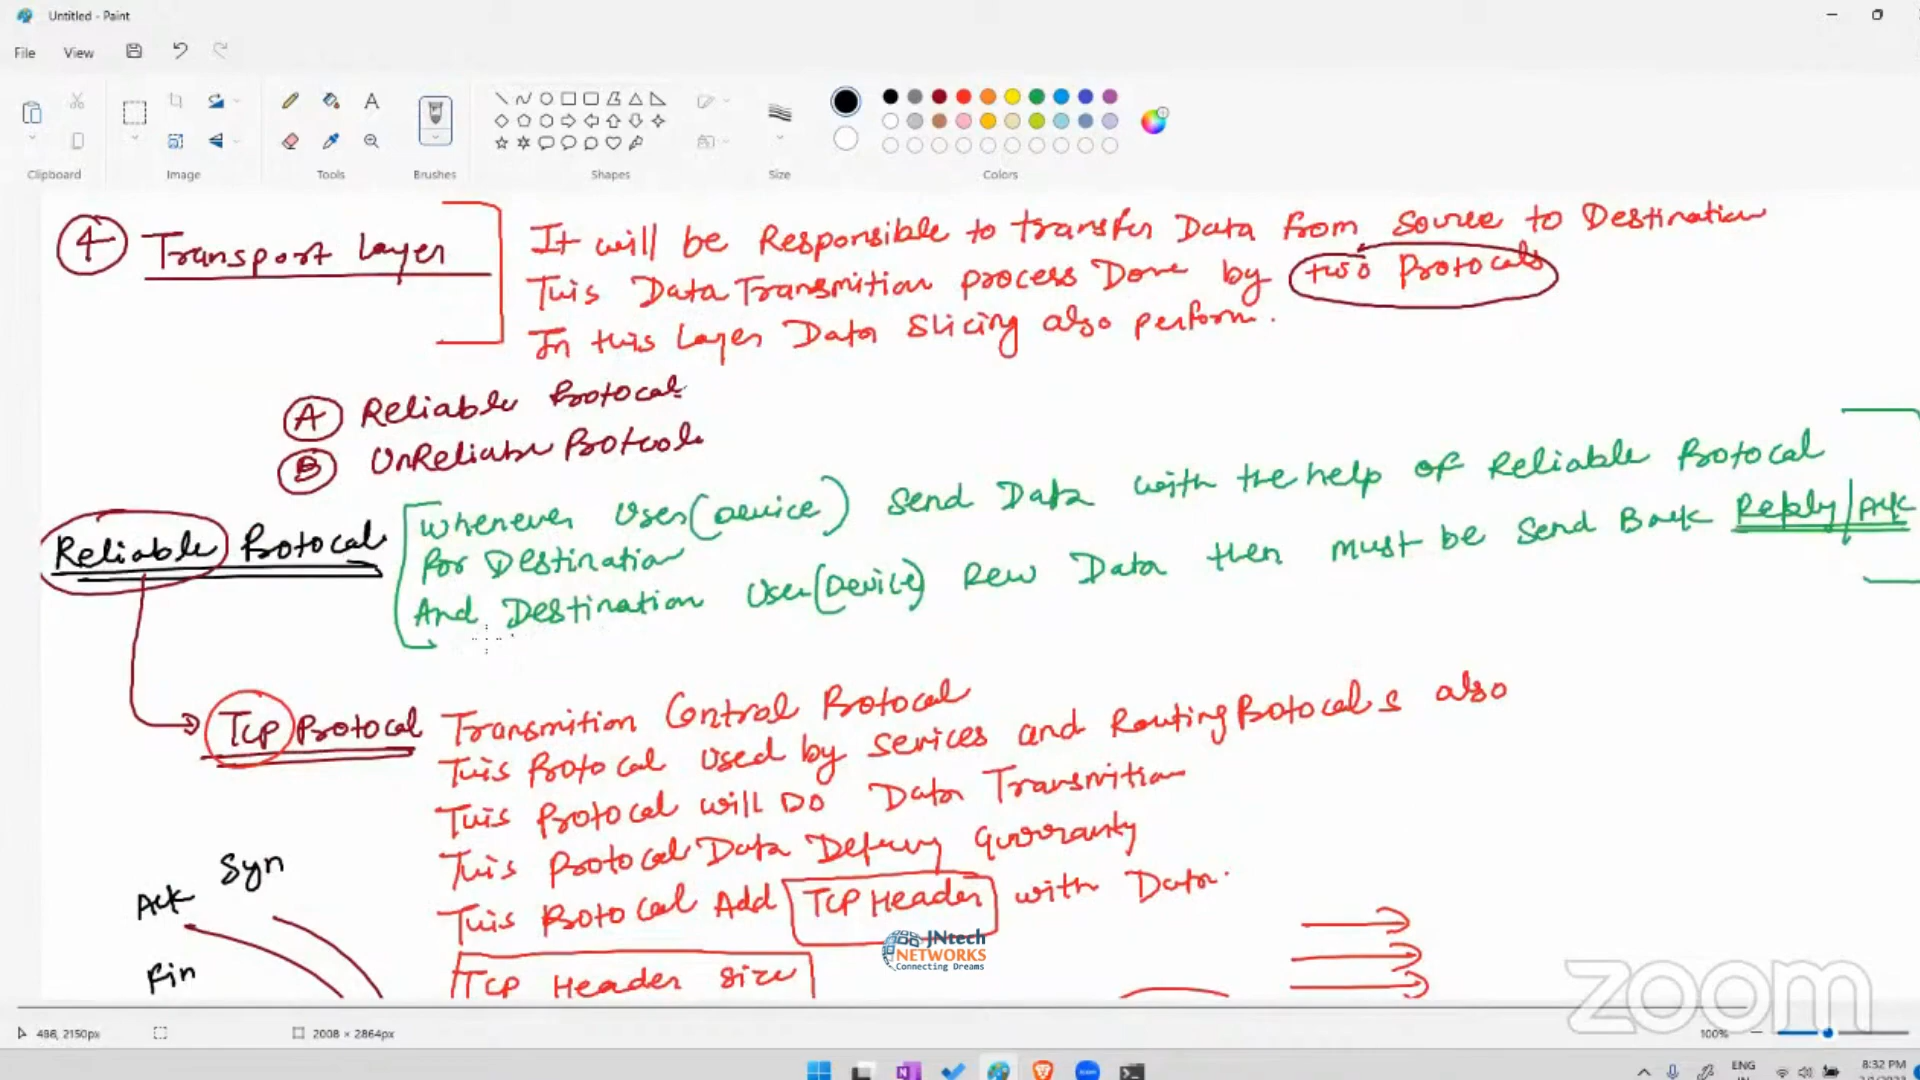 Untitled - Paint
File View
Clipboard Image Tools Brushes Shapes Size Colors
4 Transport Layer
It will be Responsible to transfer Data from Source to Destination
This Data Transmition process Done by two Protocals
In this Layer Data Slicing also perform.
A Reliable Protocal
B UnReliable Protcols
Reliable Protocal
Whenever User(Device) Send Data with the help of Reliable Protocal
For Destination
And Destination User(Device) Data then must be Send Back Reply/Ack
Tcp Protocal Transmition Control Protocal
This Protocal Used by Services and Routing Protocals also
This Protocal will Do Data Transmition
This Protocal Data
This Protocal Add TCP Header with Data.
Syn
Ack
Fin
TCP Header Size
JNtech
NETWORKS
Connecting Dreams
zoom
486, 2150px 2008 × 2864px 100%
ENG
8:32 PM